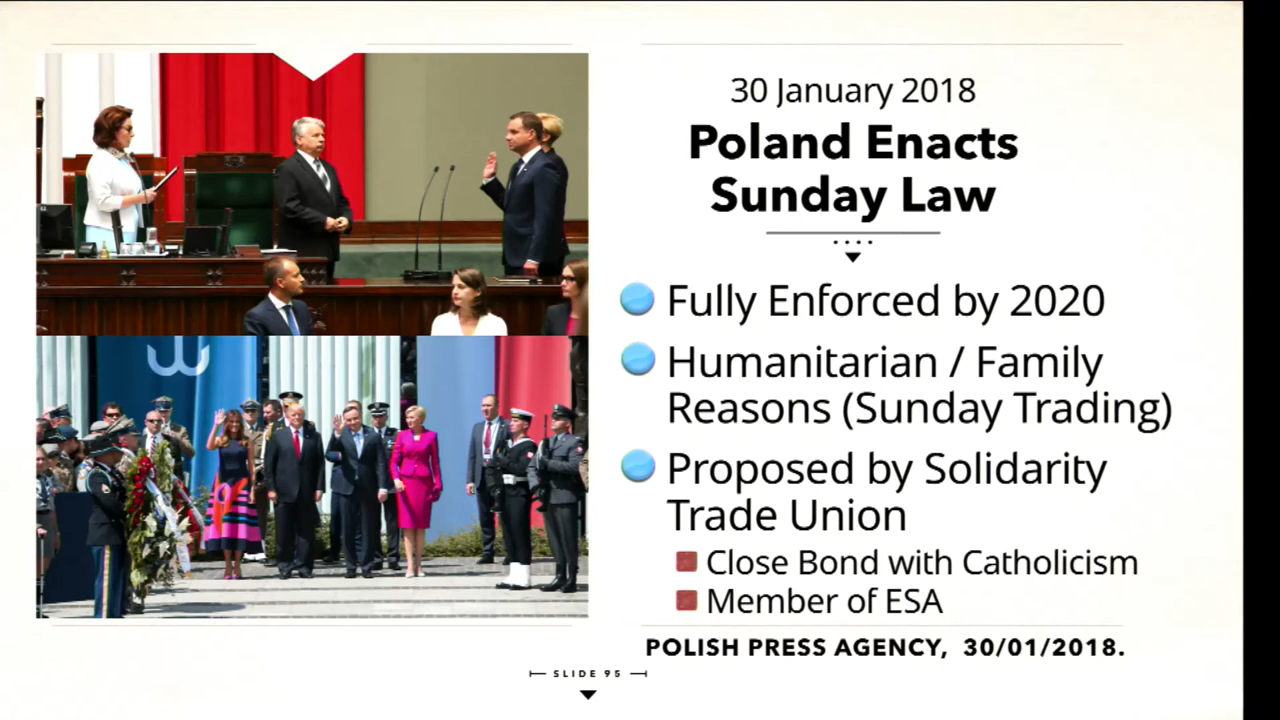 30 January 2018
Poland Enacts
Sunday Law
Fully Enforced by 2020
Humanitarian / Family
Reasons (Sunday Trading)
Proposed by Solidarity
Trade Union
Close Bond with Catholicism
Member of ESA
POLISH PRESS AGENCY, 30/01/2018.
SLIDE 95